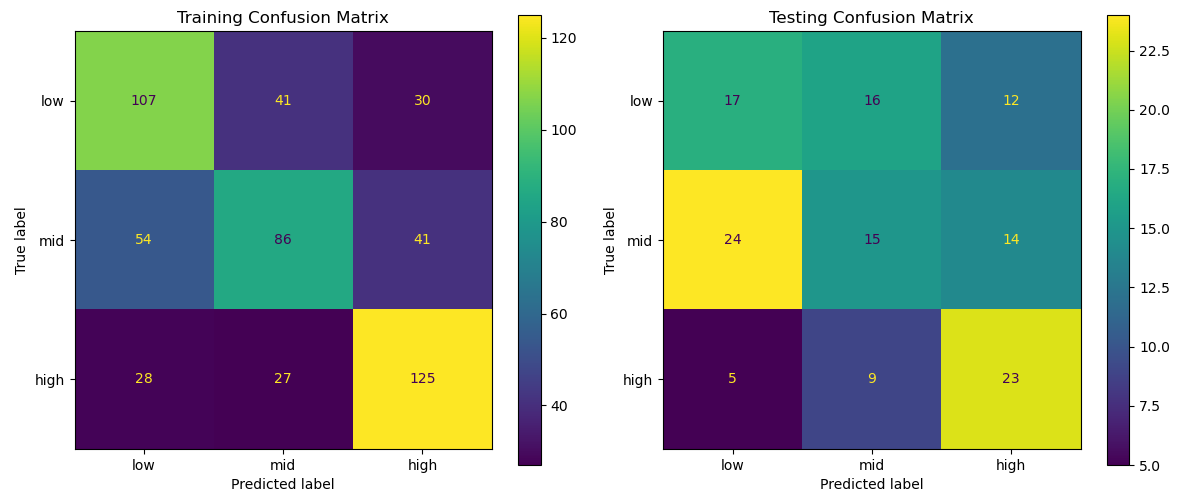 Training Confusion Matrix
True label
low
mid
high
107 41 30
54 86 41
28 27 125
low mid high
Predicted label
120
100
80
60
40
Testing Confusion Matrix
True label
low
mid
high
17 16 12
24 15 14
5 9 23
low mid high
Predicted label
22.5
20.0
17.5
15.0
12.5
10.0
7.5
5.0